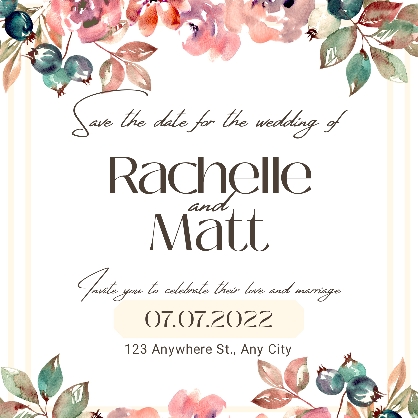 Save the date for the wedding of
Rachelle
and
Matt
Invite you to celebrate their love and marriage
07.07.2022
123 Anywhere St., Any City